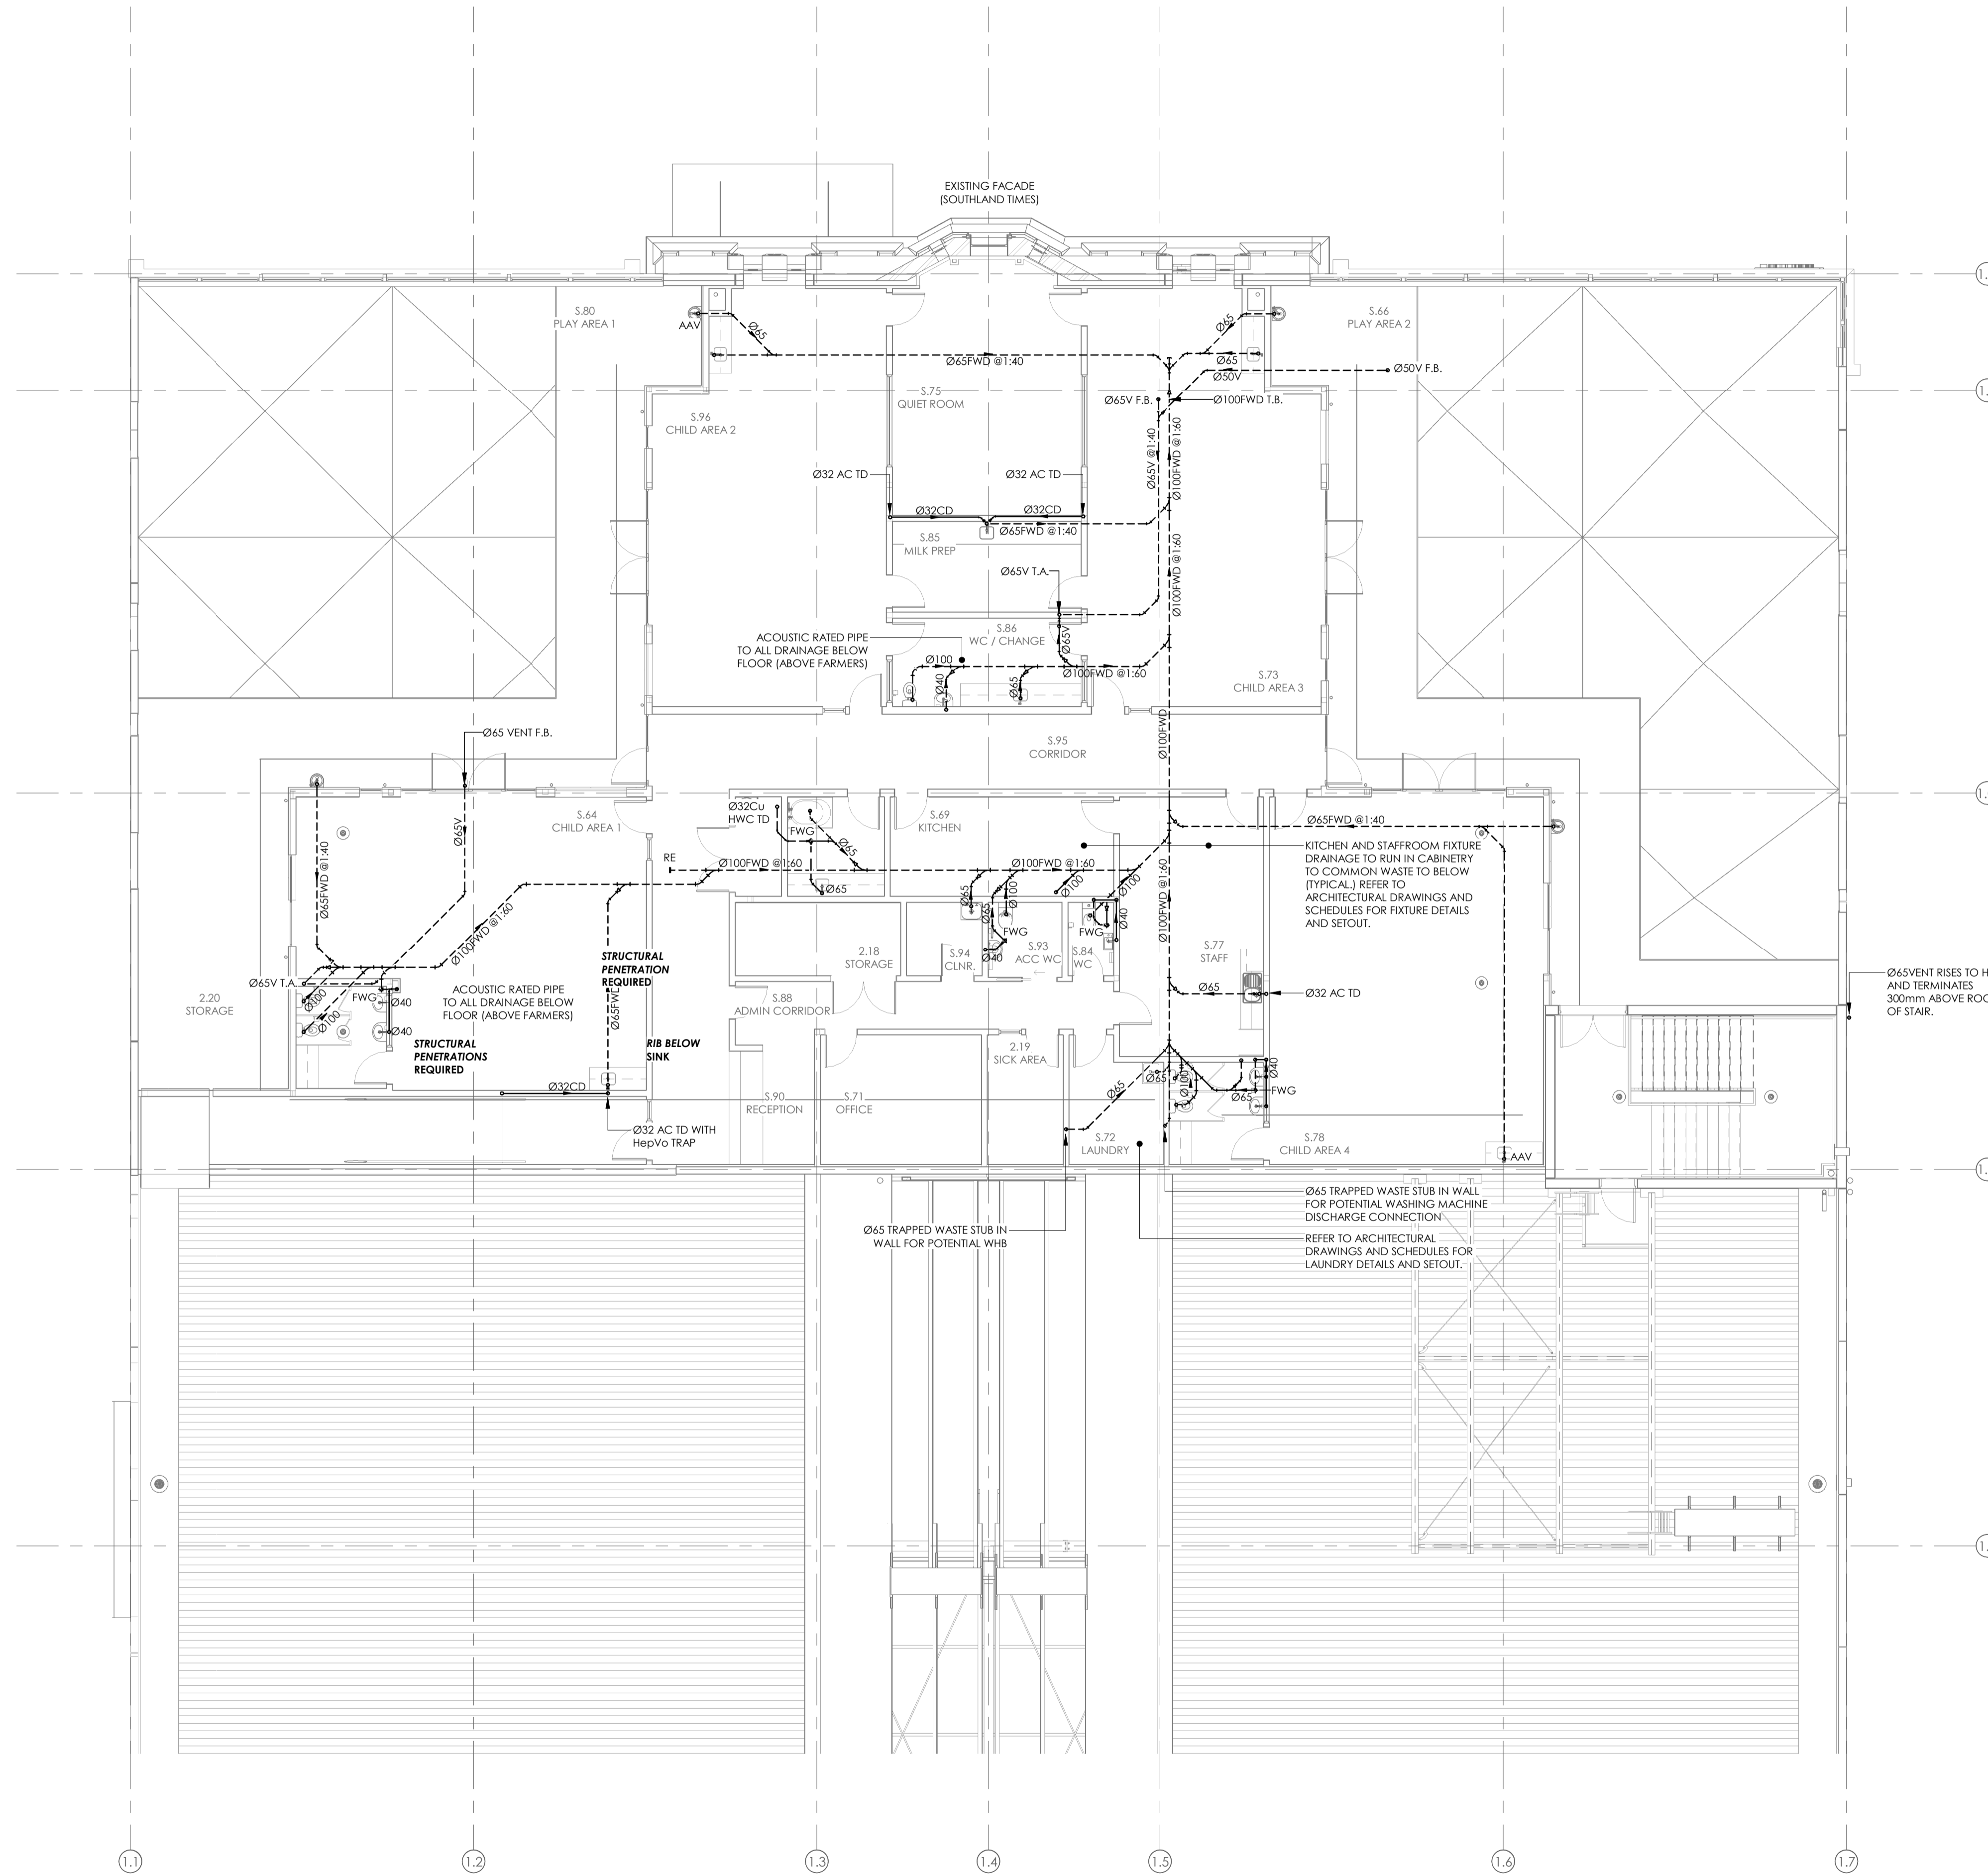 EXISTING FACADE
(SOUTHLAND TIMES)
S.80
PLAY AREA 1
AAV
Ø65
Ø65
S.66
PLAY AREA 2
Ø65FWD @1:40
Ø65
Ø50V
Ø50V F.B.
S.75
QUIET ROOM
Ø65V F.B.
Ø100FWD T.B.
S.96
CHILD AREA 2
Ø65V @1:40
Ø100FWD @1:60
Ø32 AC TD
Ø32 AC TD
Ø32CD
Ø32CD
Ø65FWD @1:40
S.85
MILK PREP
Ø100FWD @1:60
Ø65V T.A.
S.86
WC / CHANGE
Ø65V
ACOUSTIC RATED PIPE
TO ALL DRAINAGE BELOW
FLOOR (ABOVE FARMERS)
Ø100
Ø40
Ø65
Ø100FWD @1:60
S.73
CHILD AREA 3
Ø65 VENT F.B.
S.95
CORRIDOR
Ø100FWD
Ø65V
S.64
CHILD AREA 1
Ø32Cu
HWC TD
FWG
Ø65
S.69
KITCHEN
Ø65FWD @1:40
Ø65FWD @1:40
RE
Ø100FWD @1:60
Ø65
Ø100FWD @1:60
Ø100
Ø100
KITCHEN AND STAFFROOM FIXTURE
DRAINAGE TO RUN IN CABINETRY
TO COMMON WASTE TO BELOW
(TYPICAL.) REFER TO
ARCHITECTURAL DRAWINGS AND
SCHEDULES FOR FIXTURE DETAILS
AND SETOUT.
Ø65
Ø65
Ø100
Ø40
Ø100FWD @1:60
Ø100FWD @1:60
FWG
FWG
Ø40
S.94
CLNR.
S.93
ACC WC
S.84
WC
S.77
STAFF
2.18
STORAGE
STRUCTURAL
PENETRATION
REQUIRED
Ø65FWD
Ø65V T.A.
Ø100
Ø100
FWG
Ø40
Ø40
ACOUSTIC RATED PIPE
TO ALL DRAINAGE BELOW
FLOOR (ABOVE FARMERS)
2.20
STORAGE
S.88
ADMIN CORRIDOR
Ø65
Ø32 AC TD
Ø65VENT RISES TO H
AND TERMINATES
300mm ABOVE ROO
OF STAIR.
STRUCTURAL
PENETRATIONS
REQUIRED
RIB BELOW
SINK
2.19
SICK AREA
Ø32CD
Ø65
Ø65
Ø100
Ø65
Ø40
FWG
S.90
RECEPTION
S.71
OFFICE
Ø32 AC TD WITH
HepVo TRAP
S.72
LAUNDRY
S.78
CHILD AREA 4
AAV
Ø65 TRAPPED WASTE STUB IN WALL
FOR POTENTIAL WASHING MACHINE
DISCHARGE CONNECTION
Ø65 TRAPPED WASTE STUB IN
WALL FOR POTENTIAL WHB
REFER TO ARCHITECTURAL
DRAWINGS AND SCHEDULES FOR
LAUNDRY DETAILS AND SETOUT.
1.1
1.2
1.3
1.4
1.5
1.6
1.7